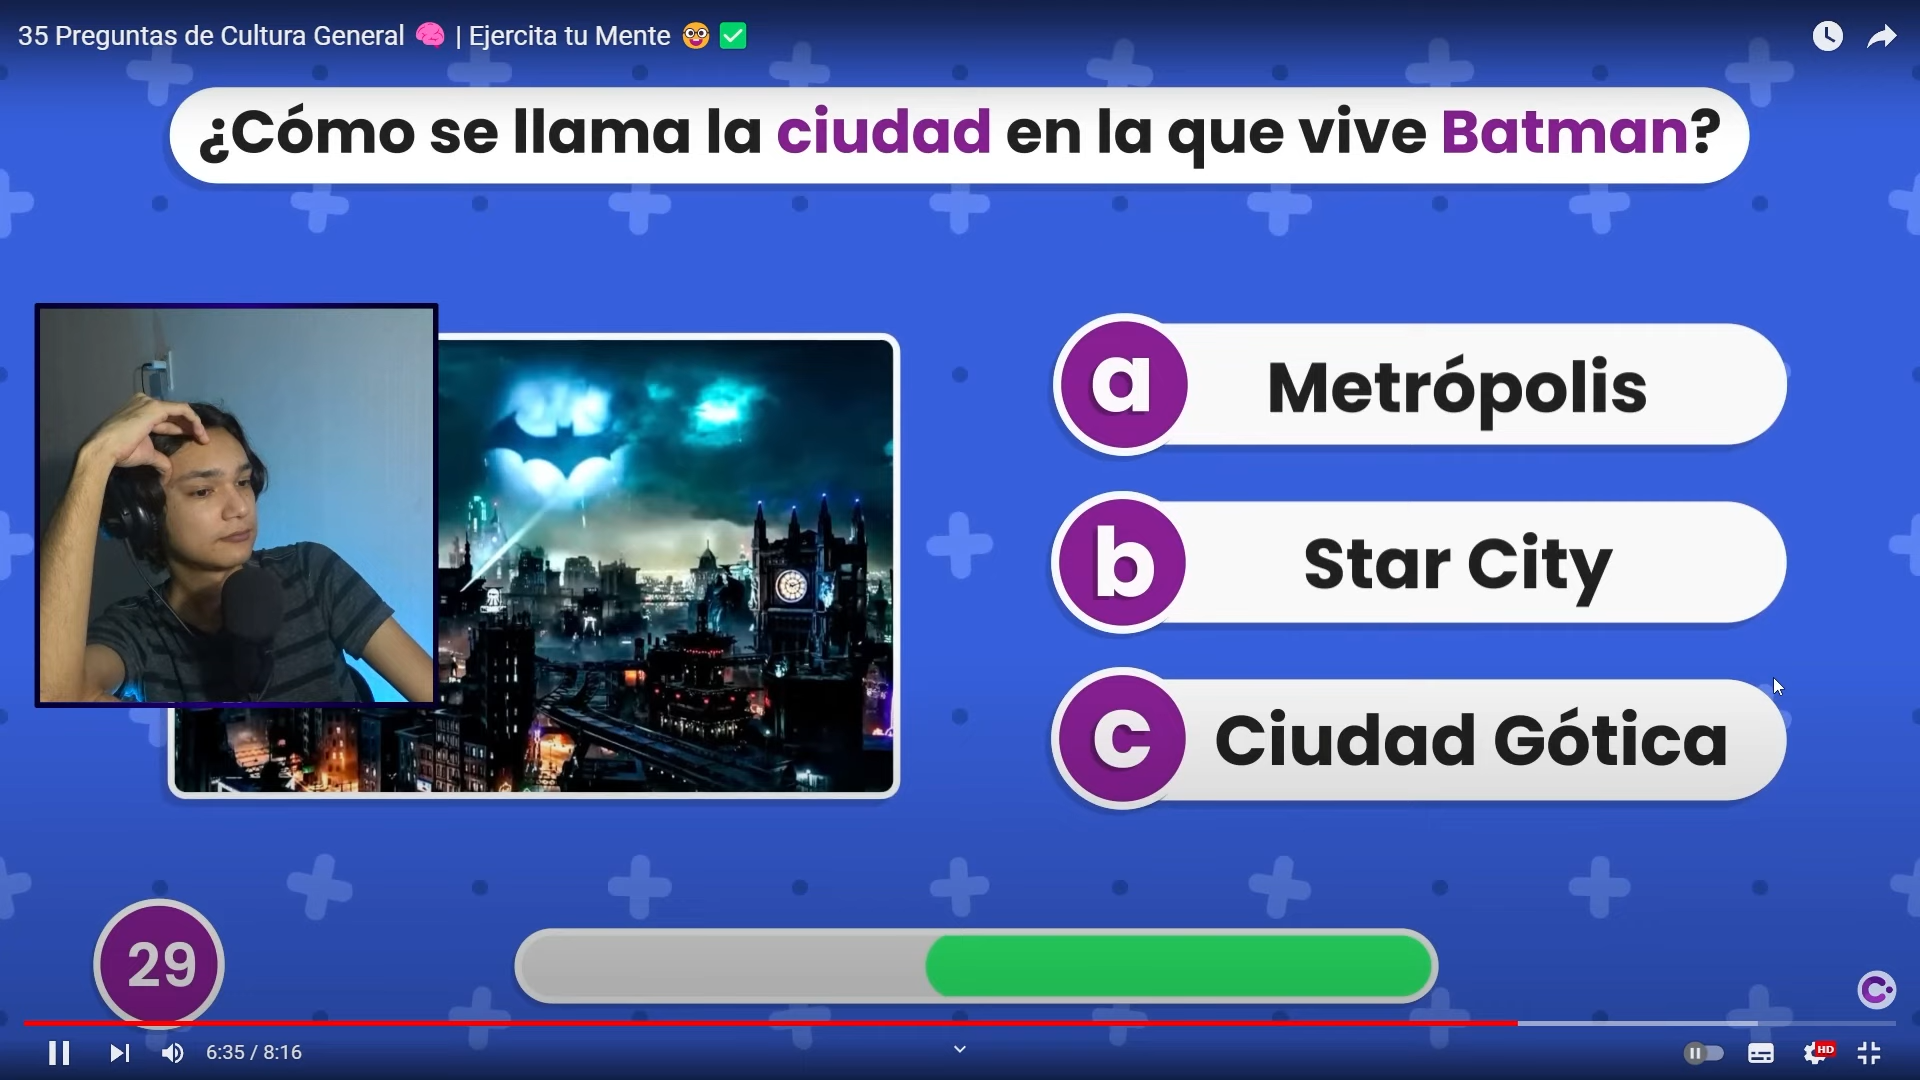 35 Preguntas de Cultura General 🧠 | Ejercita tu Mente 🤓 ✅
¿Cómo se llama la ciudad en la que vive Batman?
a Metrópolis
b Star City
c Ciudad Gótica
29
C
6:35 / 8:16
HD